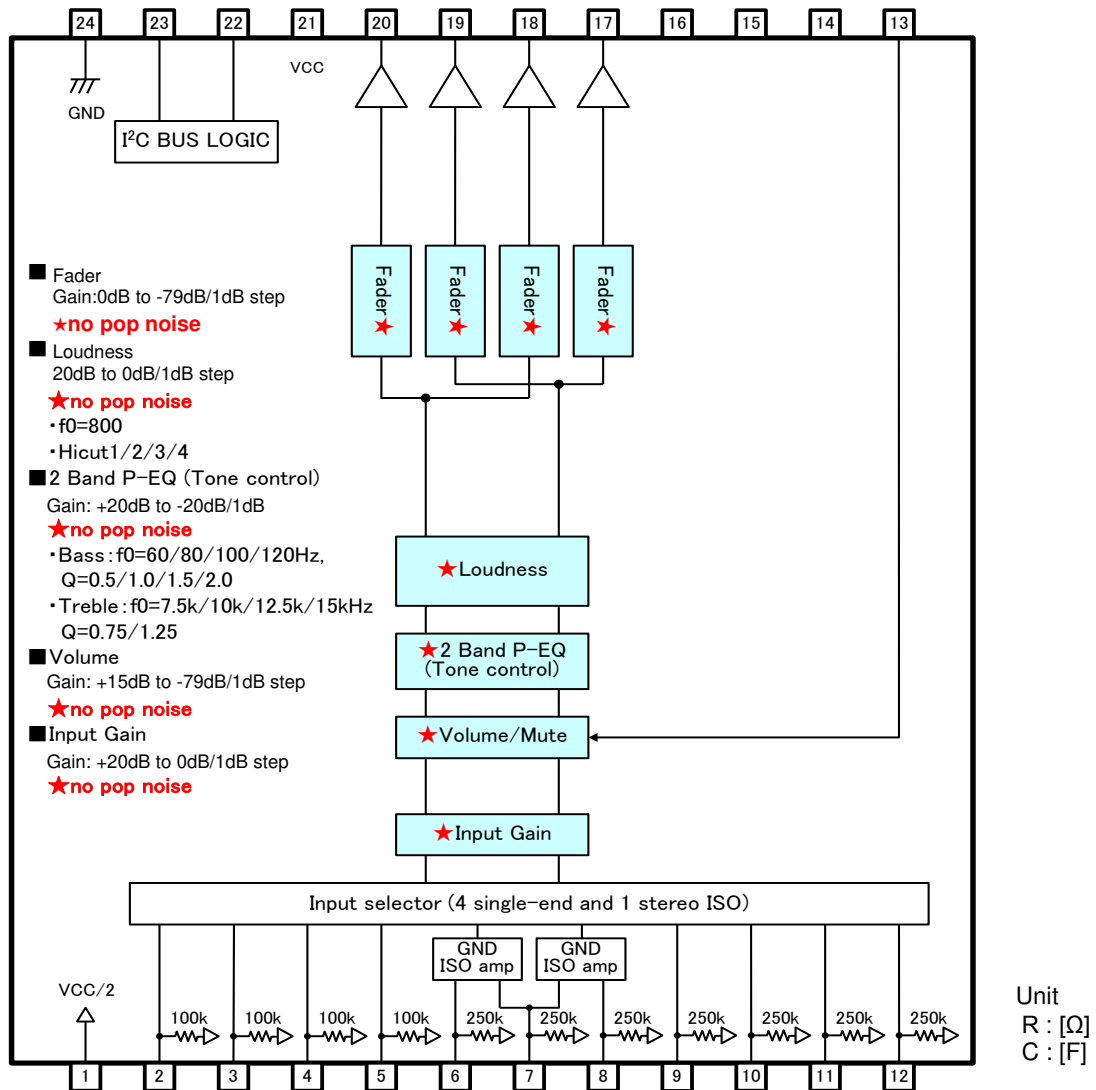 24 23 22 21 20 19 18 17 16 15 14 13
VCC
GND
I²C BUS LOGIC
Fader★ Fader★ Fader★ Fader★
■ Fader
Gain:0dB to -79dB/1dB step
★no pop noise
■ Loudness
20dB to 0dB/1dB step
★no pop noise
・f0=800
・Hicut1/2/3/4
■2 Band P-EQ (Tone control)
Gain: +20dB to -20dB/1dB
★no pop noise
・Bass:f0=60/80/100/120Hz,
Q=0.5/1.0/1.5/2.0
・Treble:f0=7.5k/10k/12.5k/15kHz
Q=0.75/1.25
■Volume
Gain: +15dB to -79dB/1dB step
★no pop noise
■Input Gain
Gain: +20dB to 0dB/1dB step
★no pop noise
★Loudness
★2 Band P-EQ
(Tone control)
★Volume/Mute
★Input Gain
Input selector (4 single-end and 1 stereo ISO)
GND
ISO amp
GND
ISO amp
VCC/2
100k 100k 100k 100k 250k 250k 250k 250k 250k 250k 250k
1 2 3 4 5 6 7 8 9 10 11 12
Unit
R : [Ω]
C : [F]